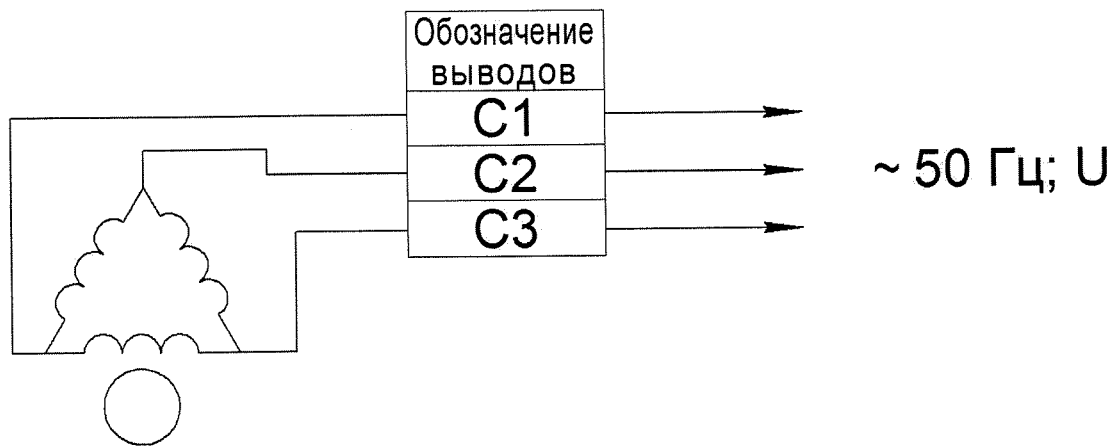 Обозначение
выводов
С1
С2
С3
~ 50 Гц; U